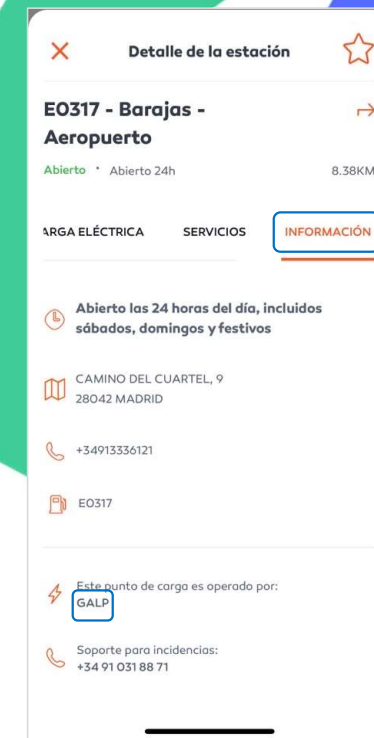 Detalle de la estación
E0317 - Barajas -
Aeropuerto
Abierto · Abierto 24h 8.38KM
ARGA ELÉCTRICA SERVICIOS INFORMACIÓN
Abierto las 24 horas del día, incluidos
sábados, domingos y festivos
CAMINO DEL CUARTEL, 9
28042 MADRID
+34913336121
E0317
Este punto de carga es operado por:
GALP
Soporte para incidencias:
+34 91 031 88 71